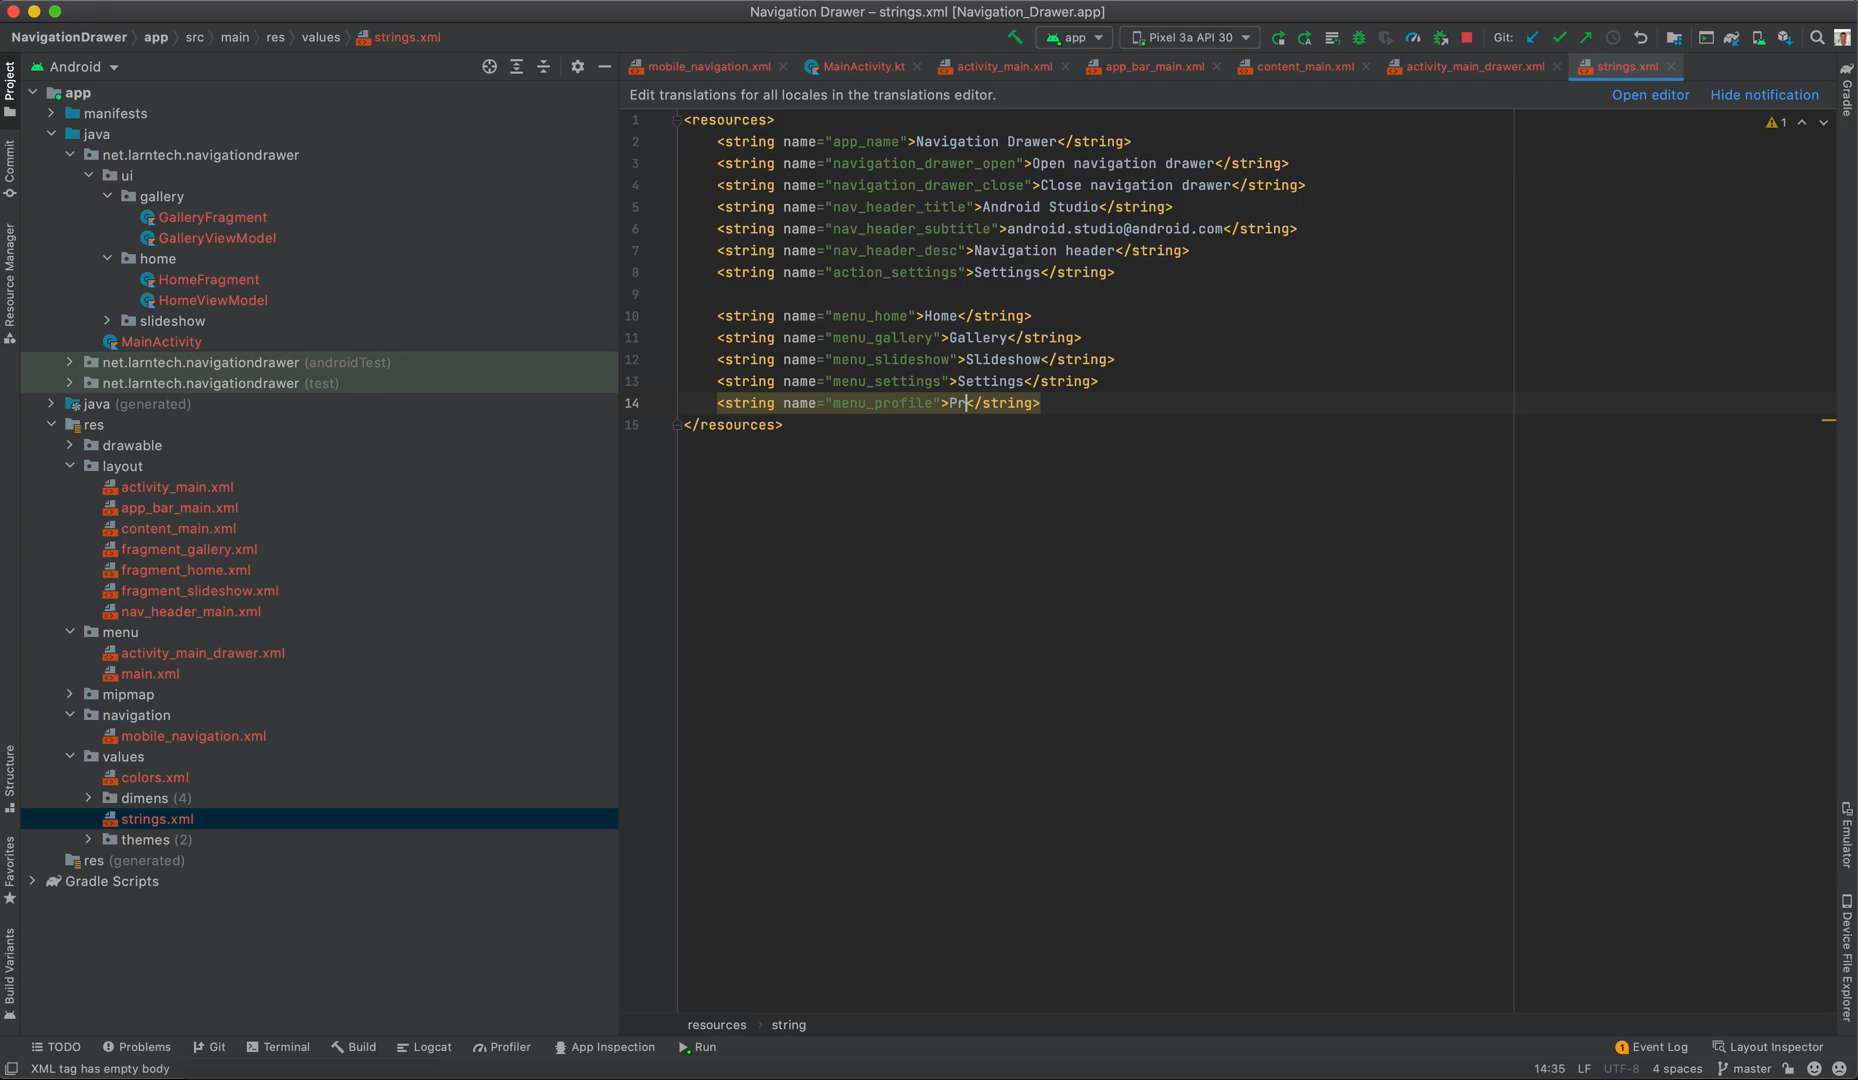 Navigation Drawer – strings.xml [Navigation_Drawer.app]
NavigationDrawer app src main res values strings.xml
app Pixel 3a API 30 Git:
Android
mobile_navigation.xml MainActivity.kt activity_main.xml app_bar_main.xml content_main.xml activity_main_drawer.xml strings.xml
Edit translations for all locales in the translations editor. Open editor Hide notification
Project
Commit
Resource Manager
Structure
Favorites
Build Variants
app
manifests
java
net.larntech.navigationdrawer
ui
gallery
GalleryFragment
GalleryViewModel
home
HomeFragment
HomeViewModel
slideshow
MainActivity
net.larntech.navigationdrawer (androidTest)
net.larntech.navigationdrawer (test)
java (generated)
res
drawable
layout
activity_main.xml
app_bar_main.xml
content_main.xml
fragment_gallery.xml
fragment_home.xml
fragment_slideshow.xml
nav_header_main.xml
menu
activity_main_drawer.xml
main.xml
mipmap
navigation
mobile_navigation.xml
values
colors.xml
dimens (4)
strings.xml
themes (2)
res (generated)
Gradle Scripts
1 <resources>
2 <string name="app_name">Navigation Drawer</string>
3 <string name="navigation_drawer_open">Open navigation drawer</string>
4 <string name="navigation_drawer_close">Close navigation drawer</string>
5 <string name="nav_header_title">Android Studio</string>
6 <string name="nav_header_subtitle">android.studio@android.com</string>
7 <string name="nav_header_desc">Navigation header</string>
8 <string name="action_settings">Settings</string>
9
10 <string name="menu_home">Home</string>
11 <string name="menu_gallery">Gallery</string>
12 <string name="menu_slideshow">Slideshow</string>
13 <string name="menu_settings">Settings</string>
14 <string name="menu_profile">Pr</string>
15 </resources>
1
Gradle
Emulator
Device File Explorer
resources string
TODO Problems Git Terminal Build Logcat Profiler App Inspection Run 1 Event Log Layout Inspector
XML tag has empty body 14:35 LF UTF-8 4 spaces master